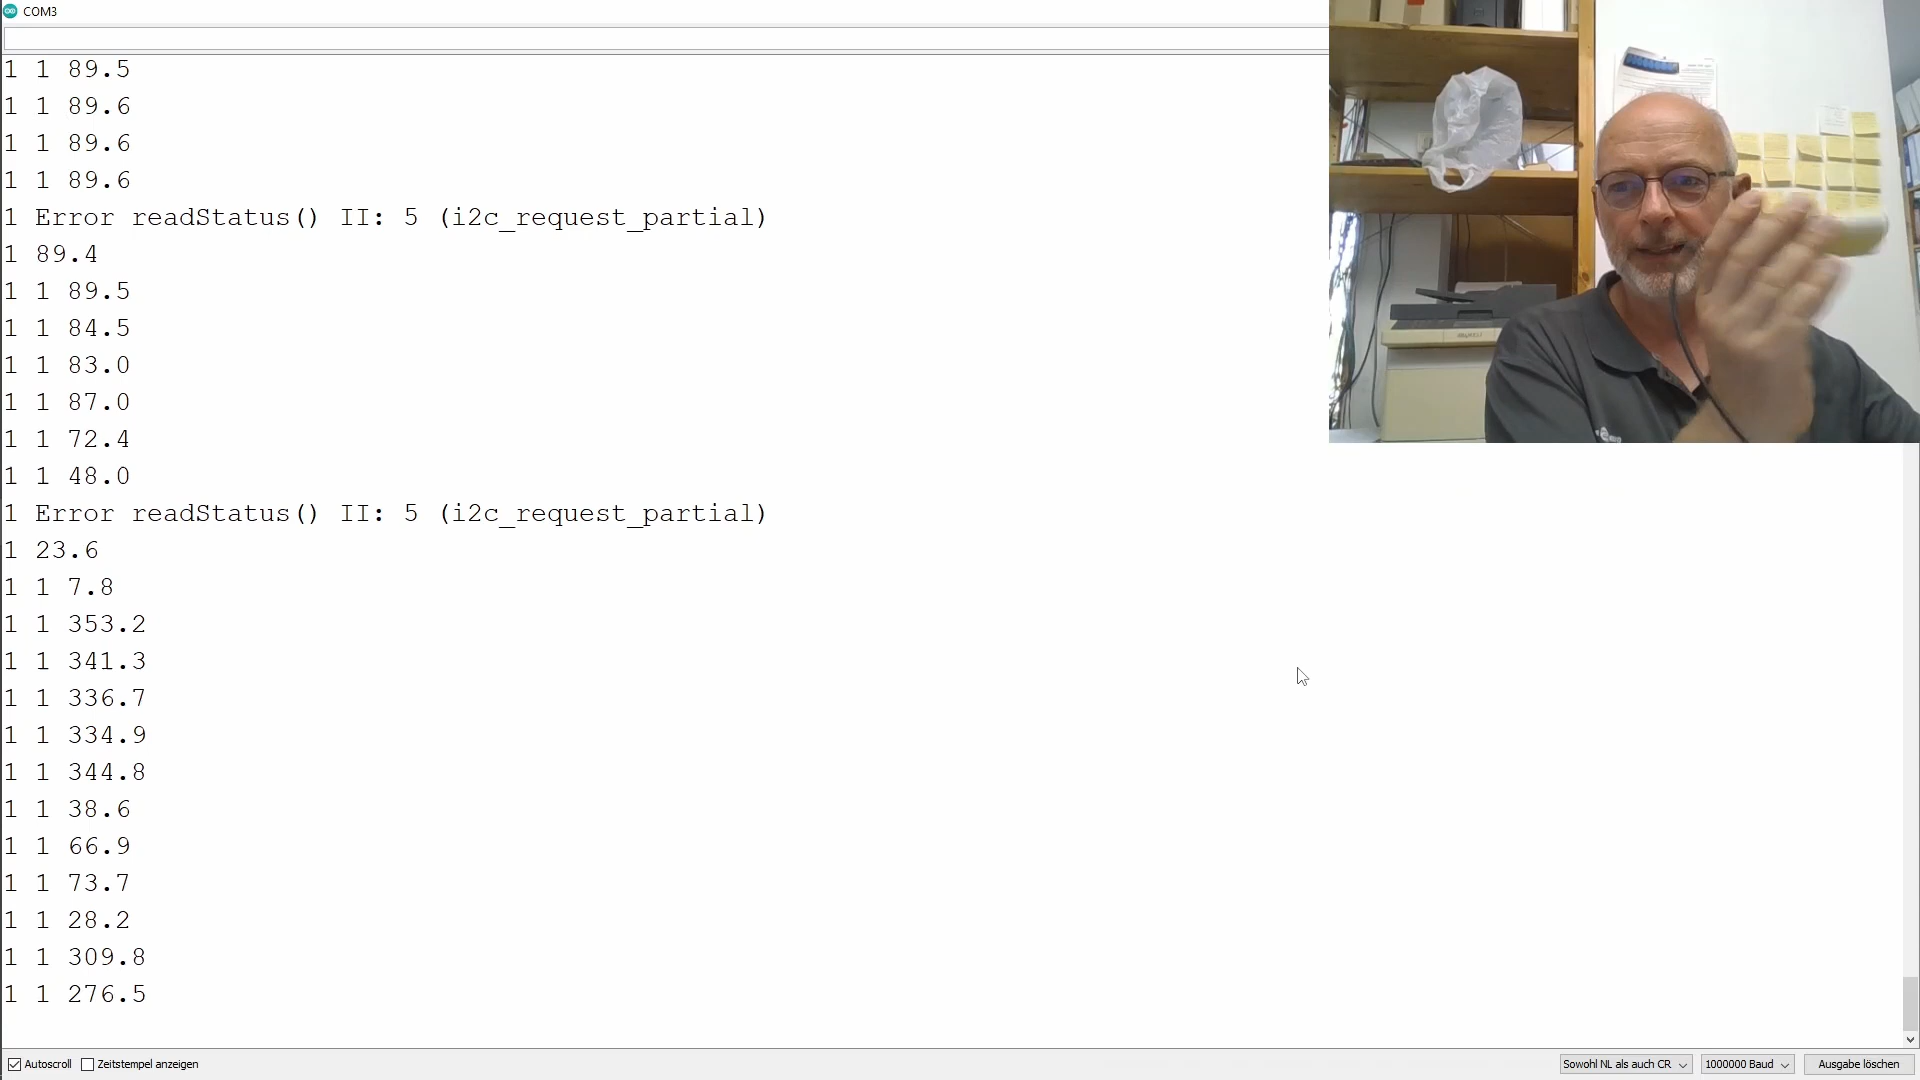 COM3
1 1 89.5
1 1 89.6
1 1 89.6
1 1 89.6
1 Error readStatus() II: 5 (i2c_request_partial)
1 89.4
1 1 89.5
1 1 84.5
1 1 83.0
1 1 87.0
1 1 72.4
1 1 48.0
1 Error readStatus() II: 5 (i2c_request_partial)
1 23.6
1 1 7.8
1 1 353.2
1 1 341.3
1 1 336.7
1 1 334.9
1 1 344.8
1 1 38.6
1 1 66.9
1 1 73.7
1 1 28.2
1 1 309.8
1 1 276.5
Autoscroll Zeitstempel anzeigen Sowohl NL als auch CR 1000000 Baud Ausgabe löschen